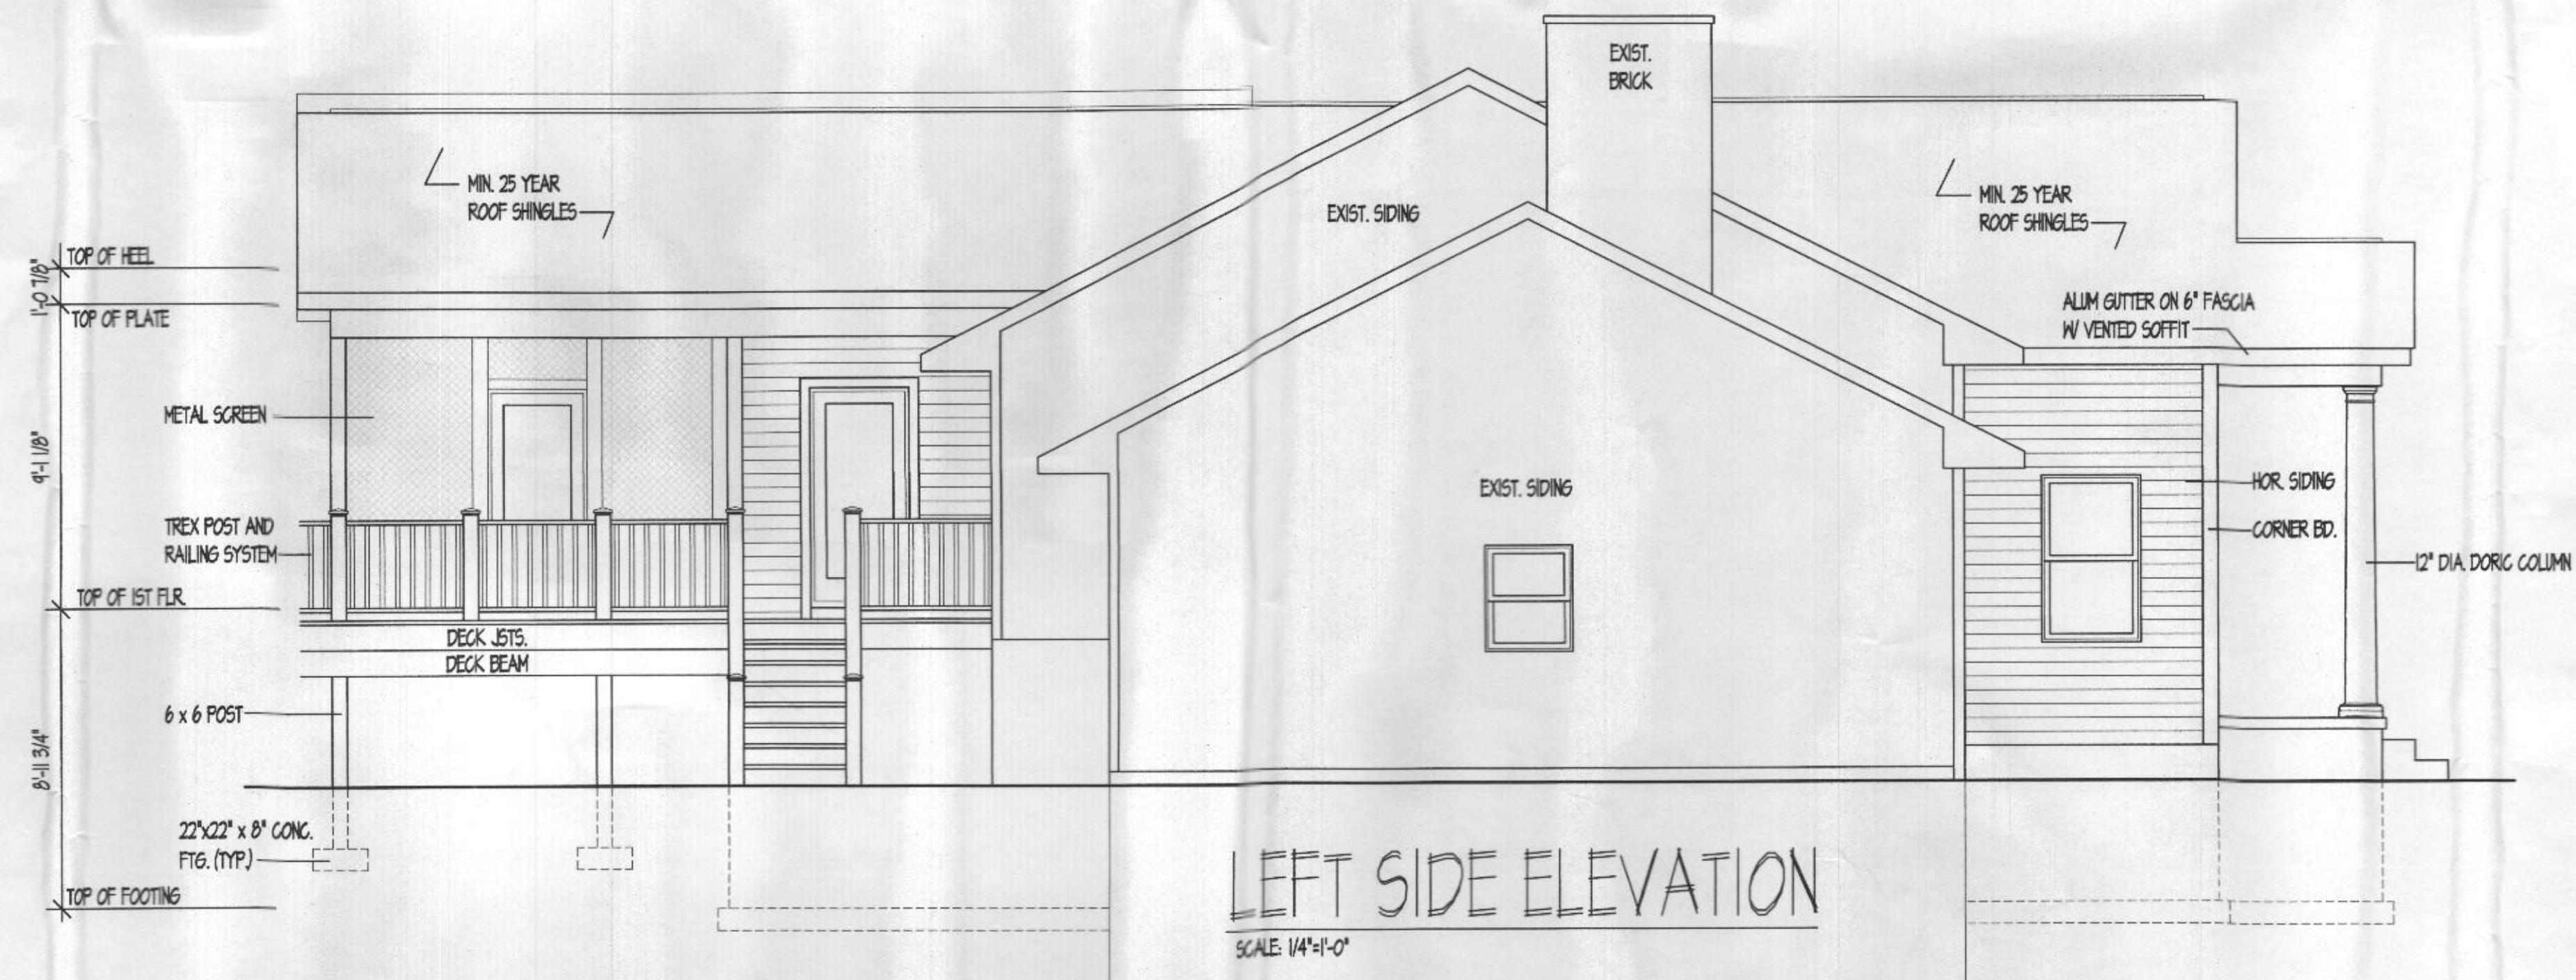 EXIST.
BRICK
MIN. 25 YEAR
ROOF SHINGLES
EXIST. SIDING
MIN. 25 YEAR
ROOF SHINGLES
TOP OF HEEL
1'-0 7/8"
TOP OF PLATE
ALUM GUTTER ON 6" FASCIA
W/ VENTED SOFFIT
METAL SCREEN
9'-1 1/8"
EXIST. SIDING
HOR. SIDING
TREX POST AND
RAILING SYSTEM
CORNER BD.
12" DIA. DORIC COLUMN
TOP OF 1ST FLR.
DECK JSTS.
DECK BEAM
6 x 6 POST
8'-11 3/4"
22"x22" x 8" CONC.
FTG. (TYP.)
TOP OF FOOTING
LEFT SIDE ELEVATION
SCALE: 1/4"=1'-0"